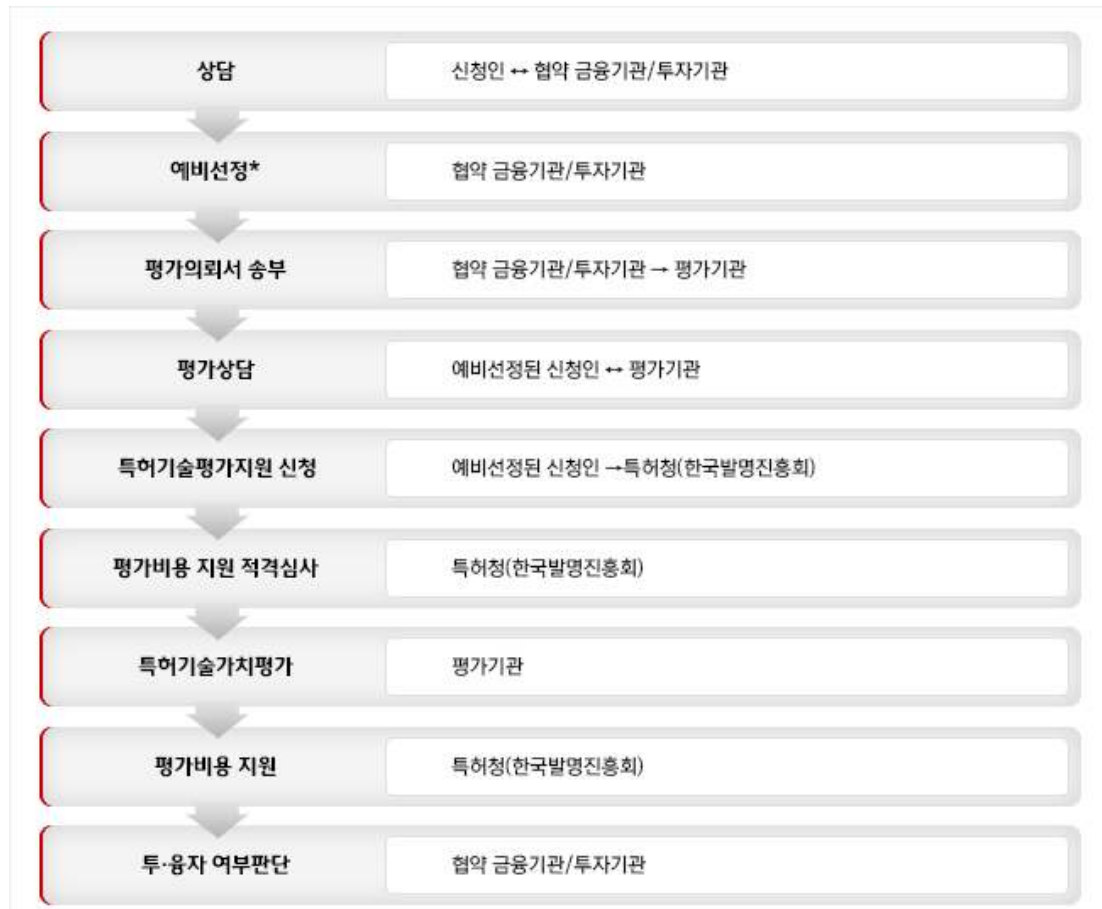 상담 신청인 ↔ 협약 금융기관/투자기관
예비선정* 협약 금융기관/투자기관
평가의뢰서 송부 협약 금융기관/투자기관 → 평가기관
평가상담 예비선정된 신청인 ↔ 평가기관
특허기술평가지원 신청 예비선정된 신청인 →특허청(한국발명진흥회)
평가비용 지원 적격심사 특허청(한국발명진흥회)
특허기술가치평가 평가기관
평가비용 지원 특허청(한국발명진흥회)
투·융자 여부판단 협약 금융기관/투자기관